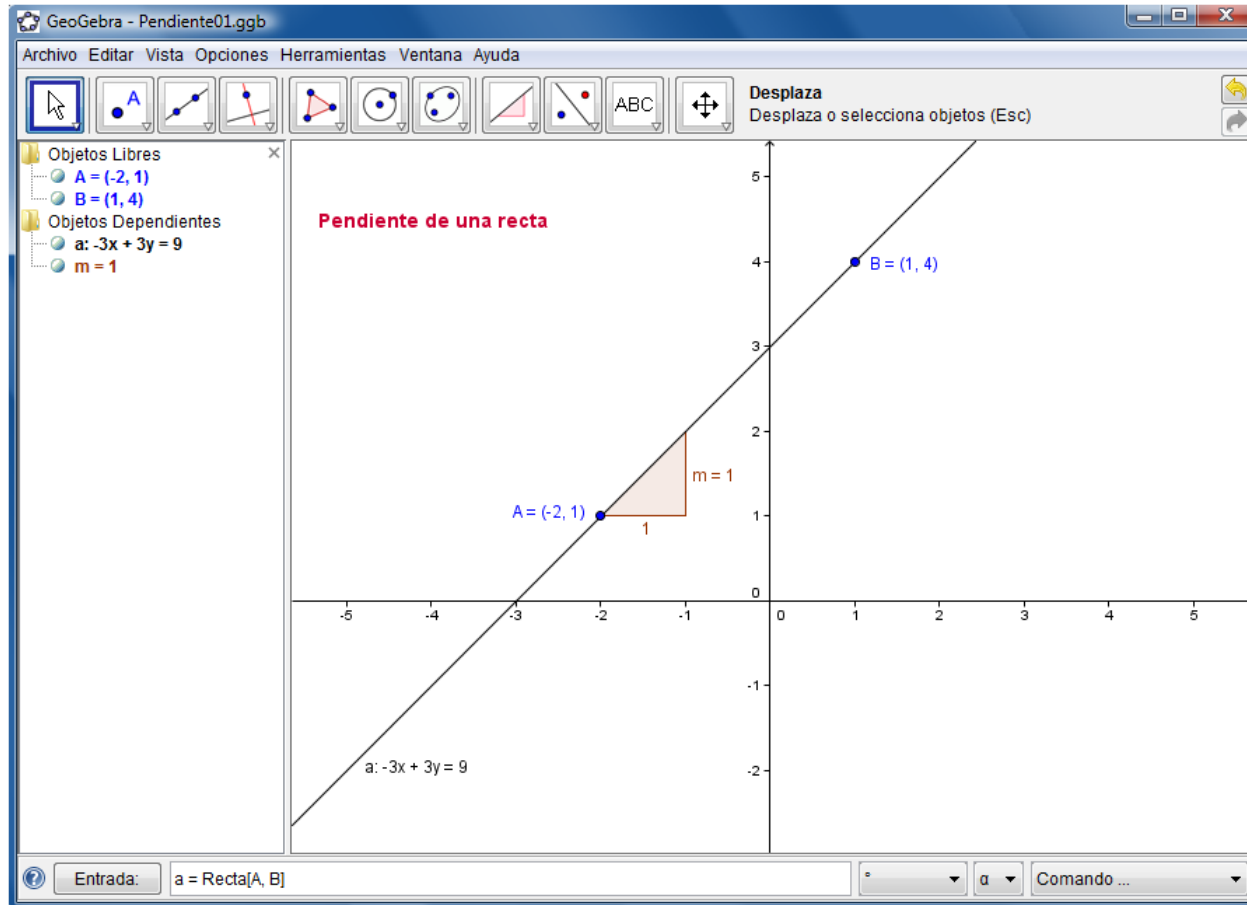 GeoGebra - Pendiente01.ggb
Archivo Editar Vista Opciones Herramientas Ventana Ayuda
A
ABC
Desplaza
Desplaza o selecciona objetos (Esc)
Objetos Libres
A = (-2, 1)
B = (1, 4)
Objetos Dependientes
a: -3x + 3y = 9
m = 1
Pendiente de una recta
5
4
B = (1, 4)
3
2
m = 1
A = (-2, 1)
1
1
0
-5 -4 -3 -2 -1 0 1 2 3 4 5
-1
a: -3x + 3y = 9
-2
Entrada:
a = Recta[A, B]
°
α
Comando ...